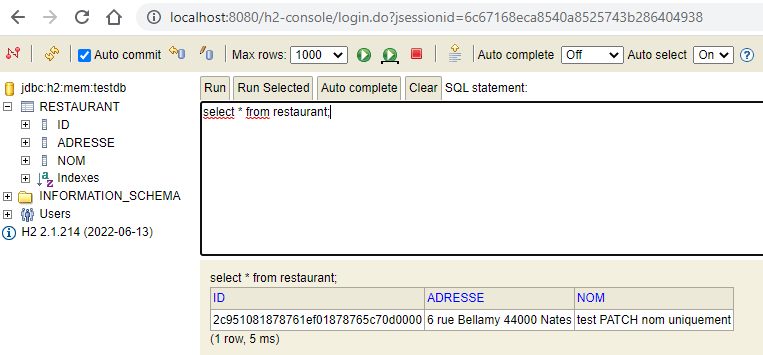 localhost:8080/h2-console/login.do?jsessionid=6c67168eca8540a8525743b286404938
Auto commit Max rows: 1000 Auto complete Off Auto select On ?
jdbc:h2:mem:testdb
RESTAURANT
ID
ADRESSE
NOM
Indexes
INFORMATION_SCHEMA
Users
H2 2.1.214 (2022-06-13)
Run Run Selected Auto complete Clear SQL statement:
select * from restaurant;
select * from restaurant;
ID ADRESSE NOM
2c951081878761ef01878765c70d0000 6 rue Bellamy 44000 Nates test PATCH nom uniquement
(1 row, 5 ms)